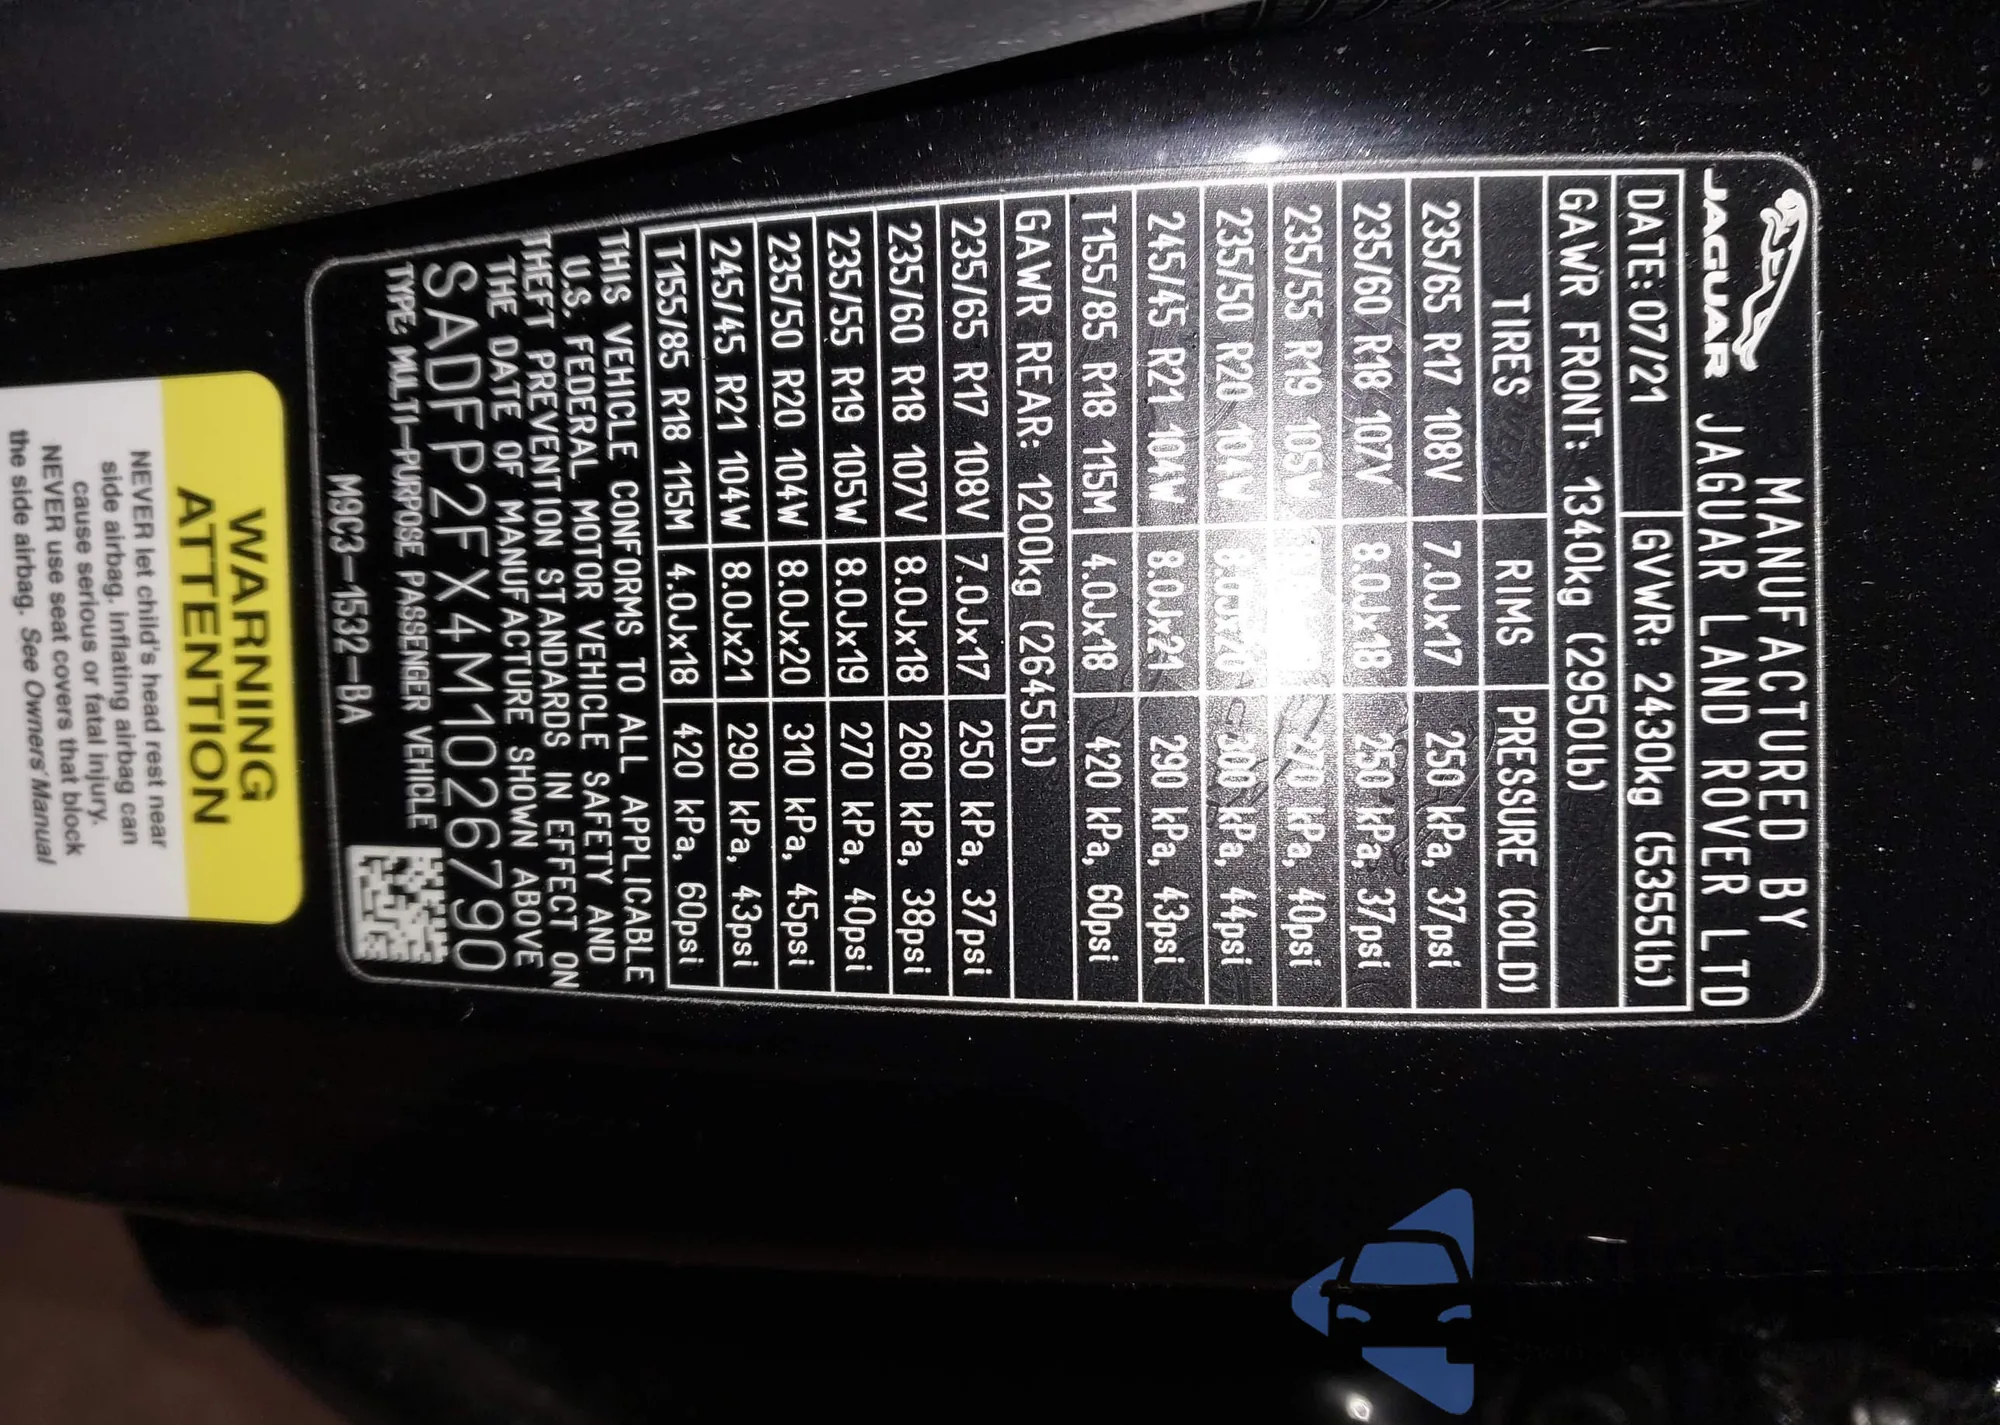 JAGUAR
MANUFACTURED BY
JAGUAR LAND ROVER LTD
DATE: 07/21 GVWR: 2430kg (5355lb)
GAWR FRONT: 1340kg (2950lb)
TIRES RIMS PRESSURE (COLD)
235/65 R17 108V 7.0Jx17 250 kPa, 37psi
235/60 R18 107V 8.0Jx18 250 kPa, 37psi
235/55 R19 105W 270 kPa, 40psi
235/50 R20 104W 8.0Jx20 300 kPa, 44psi
245/45 R21 104W 8.0Jx21 290 kPa, 43psi
T155/85 R18 115M 4.0Jx18 420 kPa, 60psi
GAWR REAR: 1200kg (2645lb)
235/65 R17 108V 7.0Jx17 250 kPa, 37psi
235/60 R18 107V 8.0Jx18 260 kPa, 38psi
235/55 R19 105W 8.0Jx19 270 kPa, 40psi
235/50 R20 104W 8.0Jx20 310 kPa, 45psi
245/45 R21 104W 8.0Jx21 290 kPa, 43psi
T155/85 R18 115M 4.0Jx18 420 kPa, 60psi
THIS VEHICLE CONFORMS TO ALL APPLICABLE
U.S. FEDERAL MOTOR VEHICLE SAFETY AND
THEFT PREVENTION STANDARDS IN EFFECT ON
THE DATE OF MANUFACTURE SHOWN ABOVE
SADFP2FX4M1026790
TYPE: MULTI-PURPOSE PASSENGER VEHICLE
M9C3-1532-BA
WARNING
ATTENTION
NEVER let child's head rest near
side airbag, inflating airbag can
cause serious or fatal injury.
NEVER use seat covers that block
the side airbag. See Owners' Manual